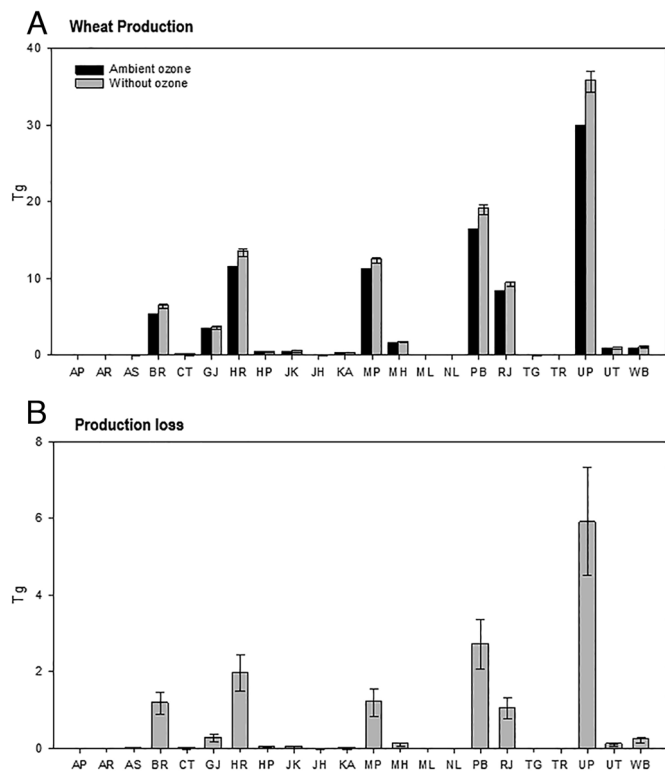 A
Wheat Production
Ambient ozone
Without ozone
40
30
20
10
0
Tg
AP AR AS BR CT GJ HR HP JK JH KA MP MH ML NL PB RJ TG TR UP UT WB
B
Production loss
8
6
4
2
0
Tg
AP AR AS BR CT GJ HR HP JK JH KA MP MH ML NL PB RJ TG TR UP UT WB